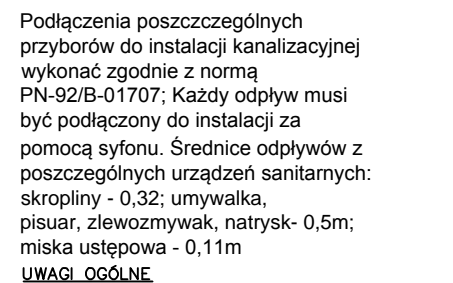 Podłączenia poszczczególnych
przyborów do instalacji kanalizacyjnej
wykonać zgodnie z normą
PN-92/B-01707; Każdy odpływ musi
być podłączony do instalacji za
pomocą syfonu. Średnice odpływów z
poszczególnych urządzeń sanitarnych:
skropliny - 0,32; umywalka,
pisuar, zlewozmywak, natrysk- 0,5m;
miska ustępowa - 0,11m
UWAGI OGÓLNE